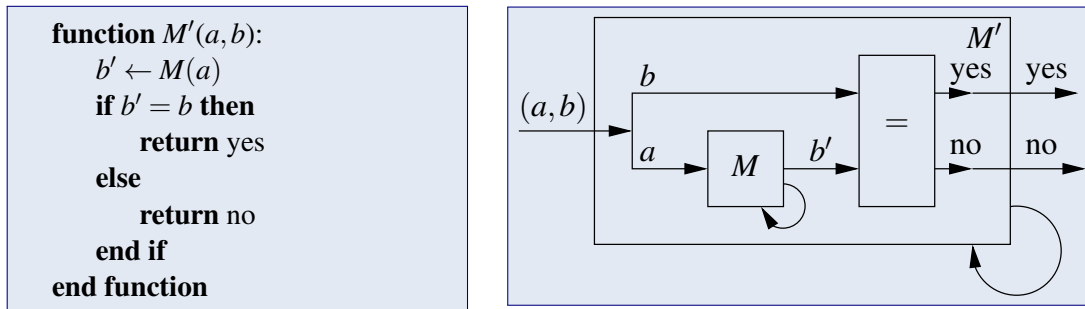 function M′(a,b):
b′ ← M(a)
if b′ = b then
return yes
else
return no
end if
end function
M′
b
yes yes
(a,b)
=
a
M
b′
no no